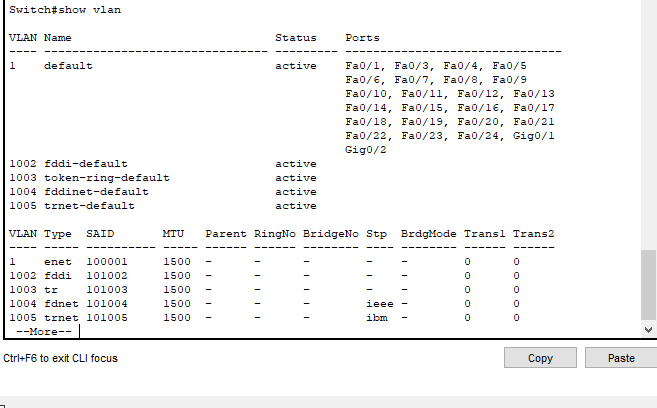 Switch#show vlan
VLAN Name                             Status    Ports
---- -------------------------------- --------- -------------------------------
1    default                          active    Fa0/1, Fa0/3, Fa0/4, Fa0/5
                                                Fa0/6, Fa0/7, Fa0/8, Fa0/9
                                                Fa0/10, Fa0/11, Fa0/12, Fa0/13
                                                Fa0/14, Fa0/15, Fa0/16, Fa0/17
                                                Fa0/18, Fa0/19, Fa0/20, Fa0/21
                                                Fa0/22, Fa0/23, Fa0/24, Gig0/1
                                                Gig0/2
1002 fddi-default                     active
1003 token-ring-default               active
1004 fddinet-default                  active
1005 trnet-default                    active
VLAN Type  SAID       MTU   Parent RingNo BridgeNo Stp  BrdgMode Trans1 Trans2
---- ----- ---------- ----- ------ ------ -------- ---- -------- ------ ------
1    enet  100001     1500  -      -      -        -    -        0      0
1002 fddi  101002     1500  -      -      -        -    -        0      0
1003 tr    101003     1500  -      -      -        -    -        0      0
1004 fdnet 101004     1500  -      -      -        ieee -        0      0
1005 trnet 101005     1500  -      -      -        ibm  -        0      0
 --More--
Ctrl+F6 to exit CLI focus
Copy
Paste